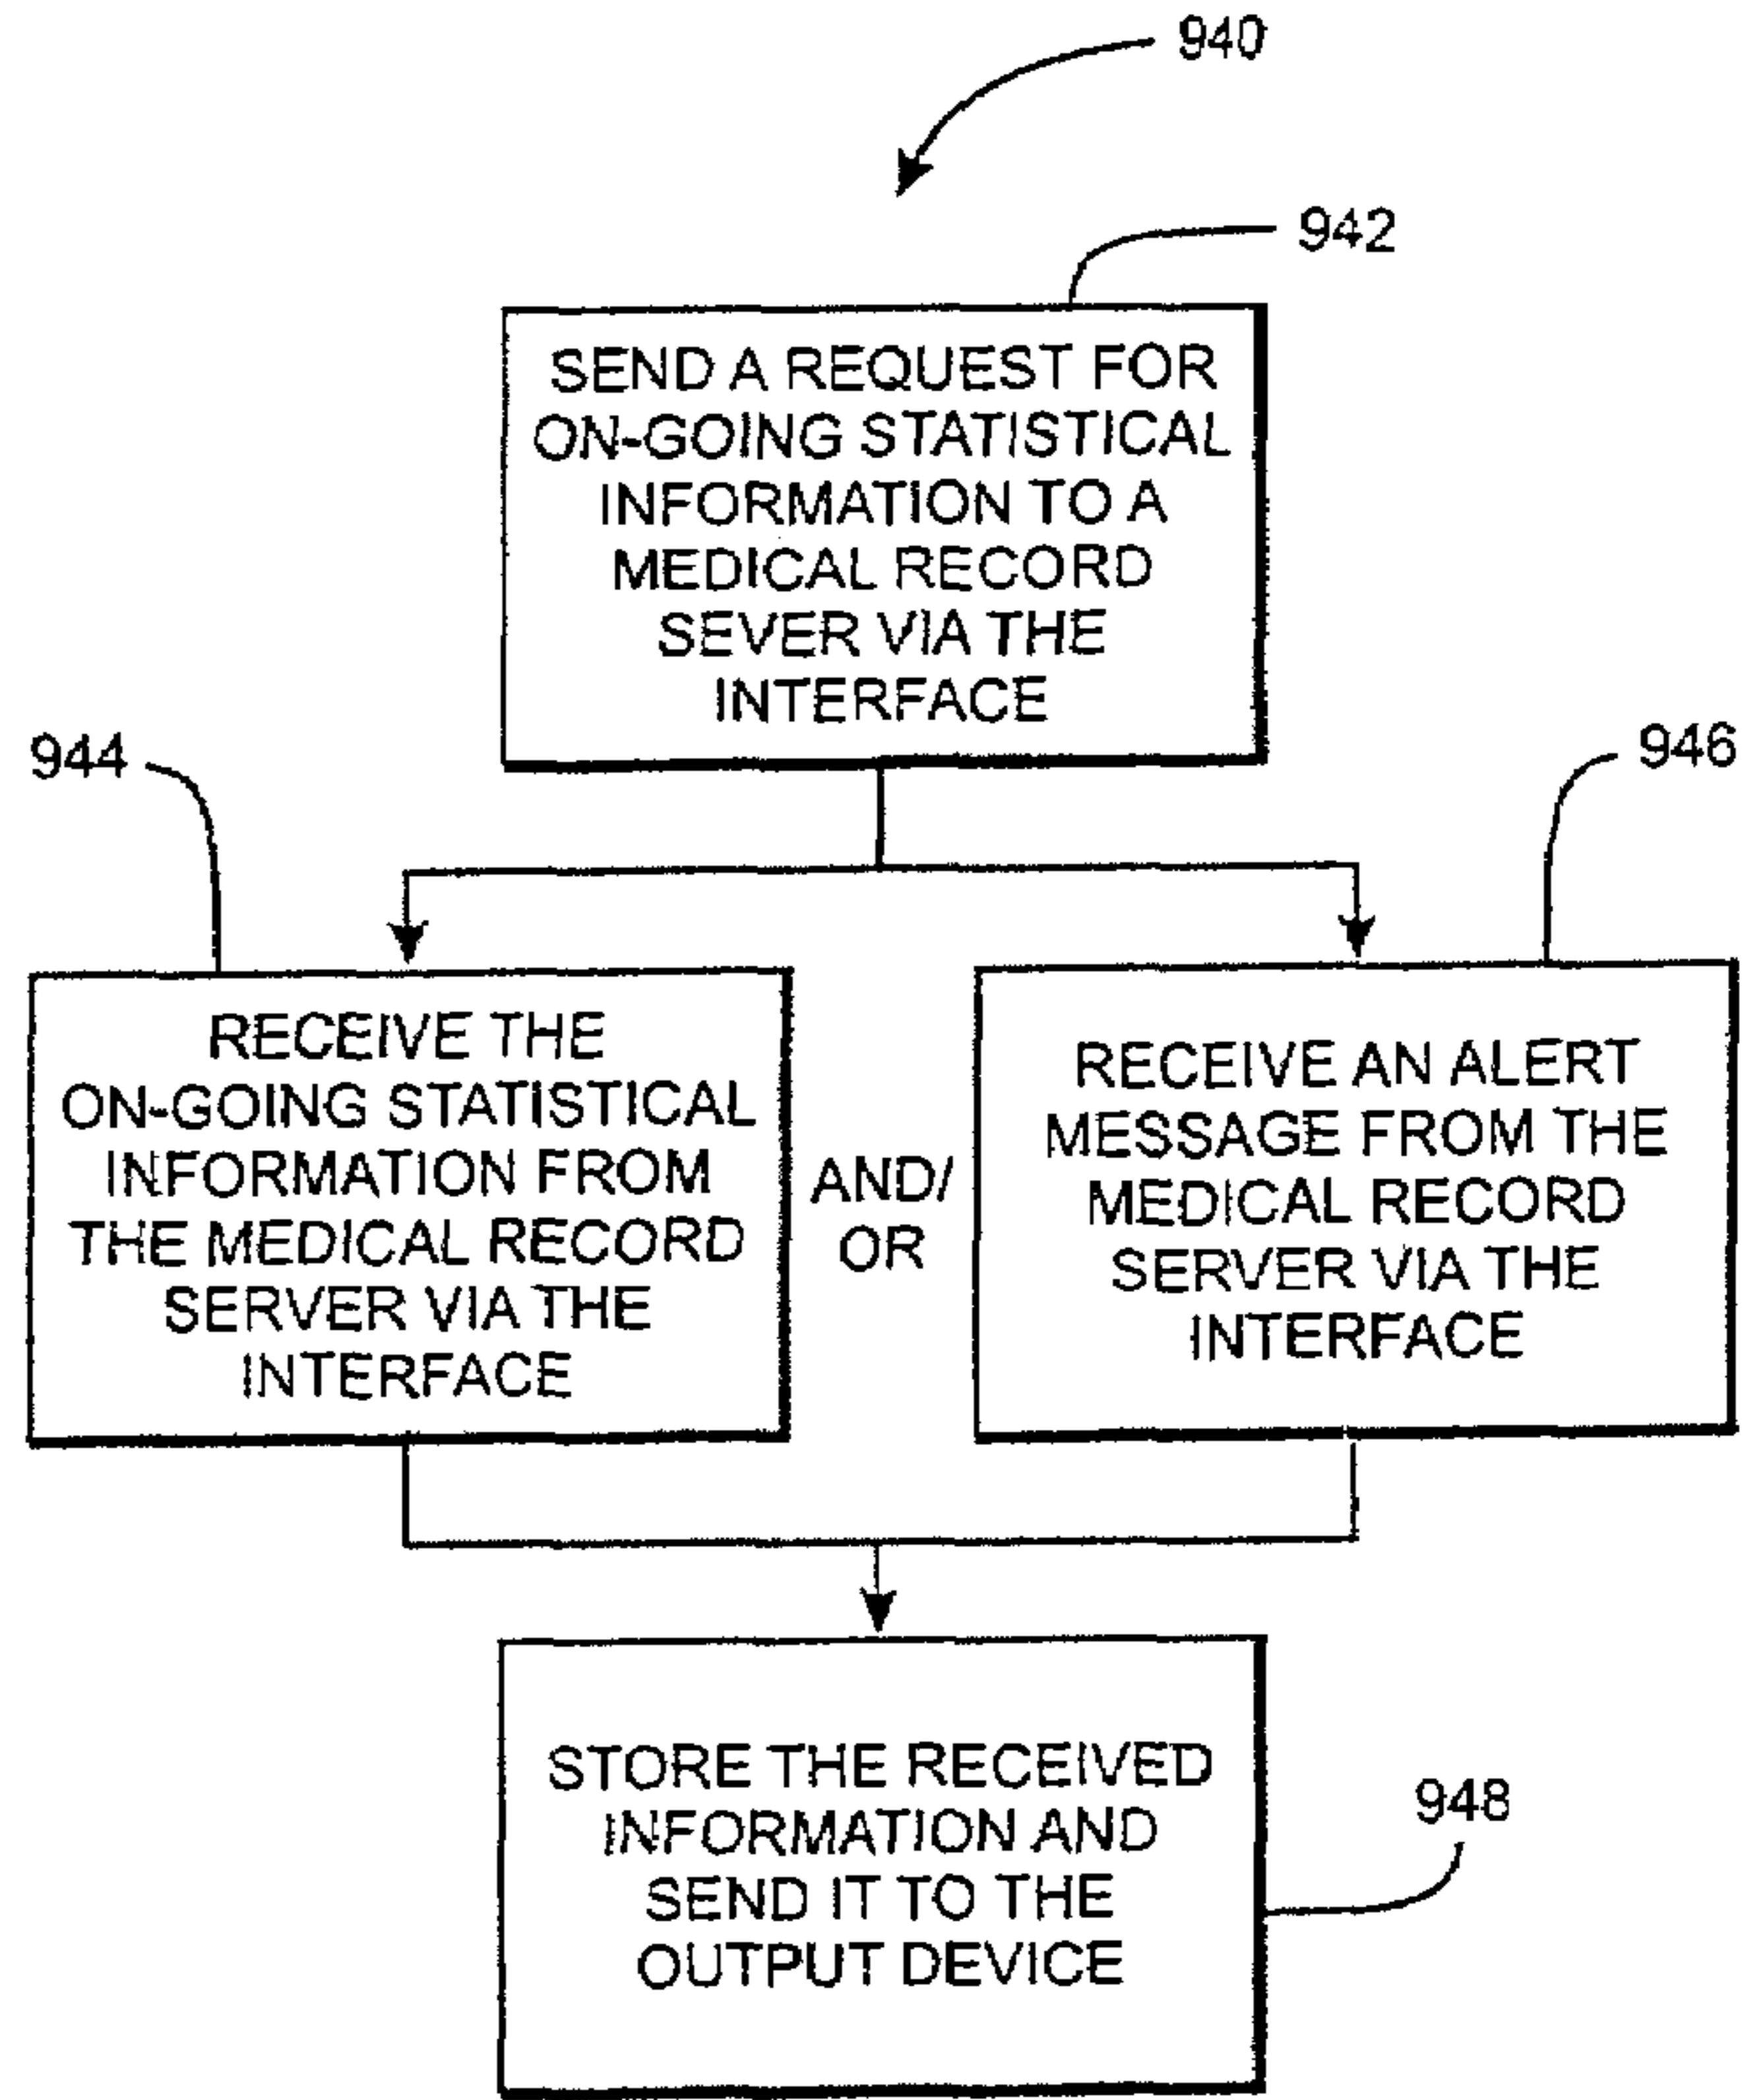 940
942
SEND A REQUEST FOR
ON-GOING STATISTICAL
INFORMATION TO A
MEDICAL RECORD
SEVER VIA THE
INTERFACE
944
946
RECEIVE THE
ON-GOING STATISTICAL
INFORMATION FROM
THE MEDICAL RECORD
SERVER VIA THE
INTERFACE
AND/
OR
RECEIVE AN ALERT
MESSAGE FROM THE
MEDICAL RECORD
SERVER VIA THE
INTERFACE
STORE THE RECEIVED
INFORMATION AND
SEND IT TO THE
OUTPUT DEVICE
948